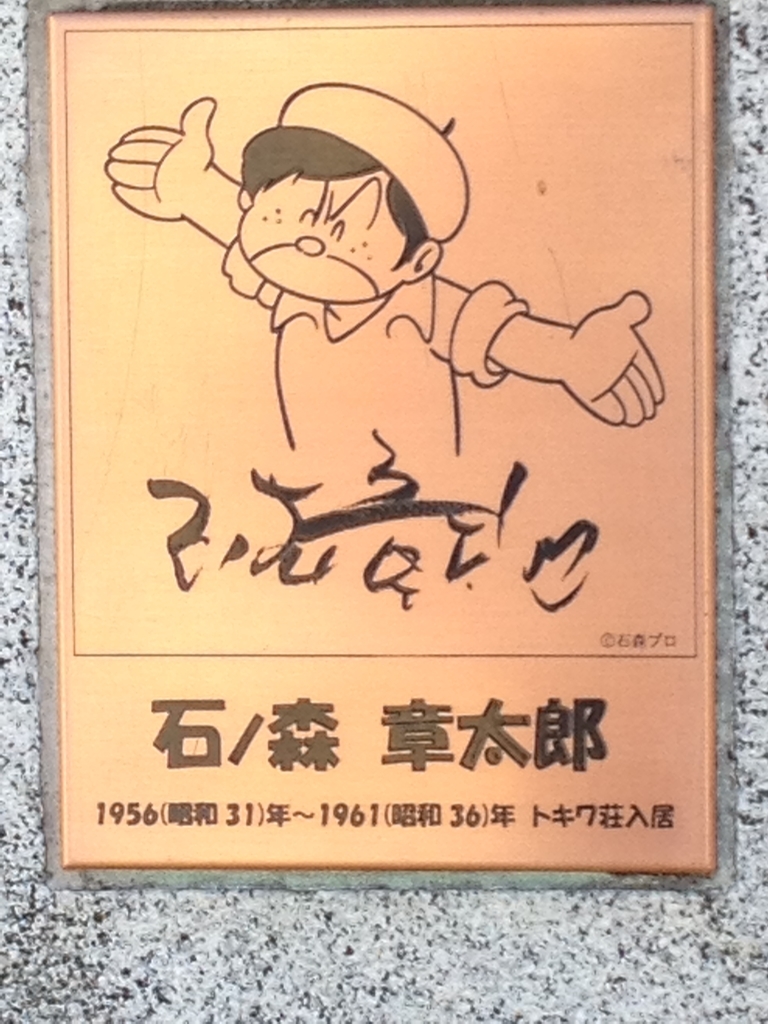 ©石森プロ
石ノ森 章太郎
1956(昭和 31)年～1961(昭和 36)年 トキワ荘入居